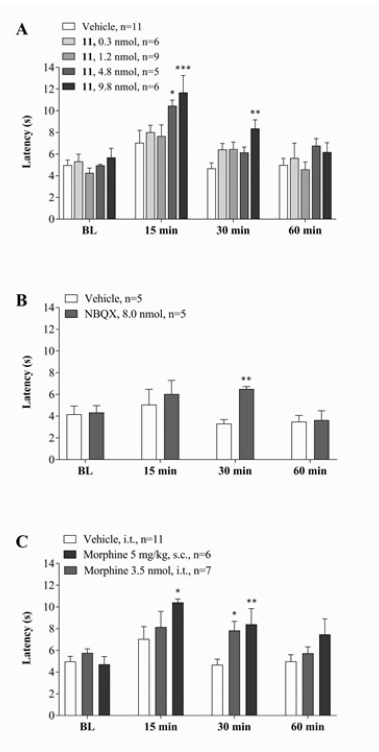 A
Vehicle, n=11
11, 0.3 nmol, n=6
11, 1.2 nmol, n=9
11, 4.8 nmol, n=5
11, 9.8 nmol, n=6
Latency (s)
14
12
10
8
6
4
2
0
* ***
**
BL 15 min 30 min 60 min
B
Vehicle, n=5
NBQX, 8.0 nmol, n=5
Latency (s)
14
12
10
8
6
4
2
0
**
BL 15 min 30 min 60 min
C
Vehicle, i.t., n=11
Morphine 5 mg/kg, s.c., n=6
Morphine 3.5 nmol, i.t., n=7
Latency (s)
14
12
10
8
6
4
2
0
*
* **
BL 15 min 30 min 60 min